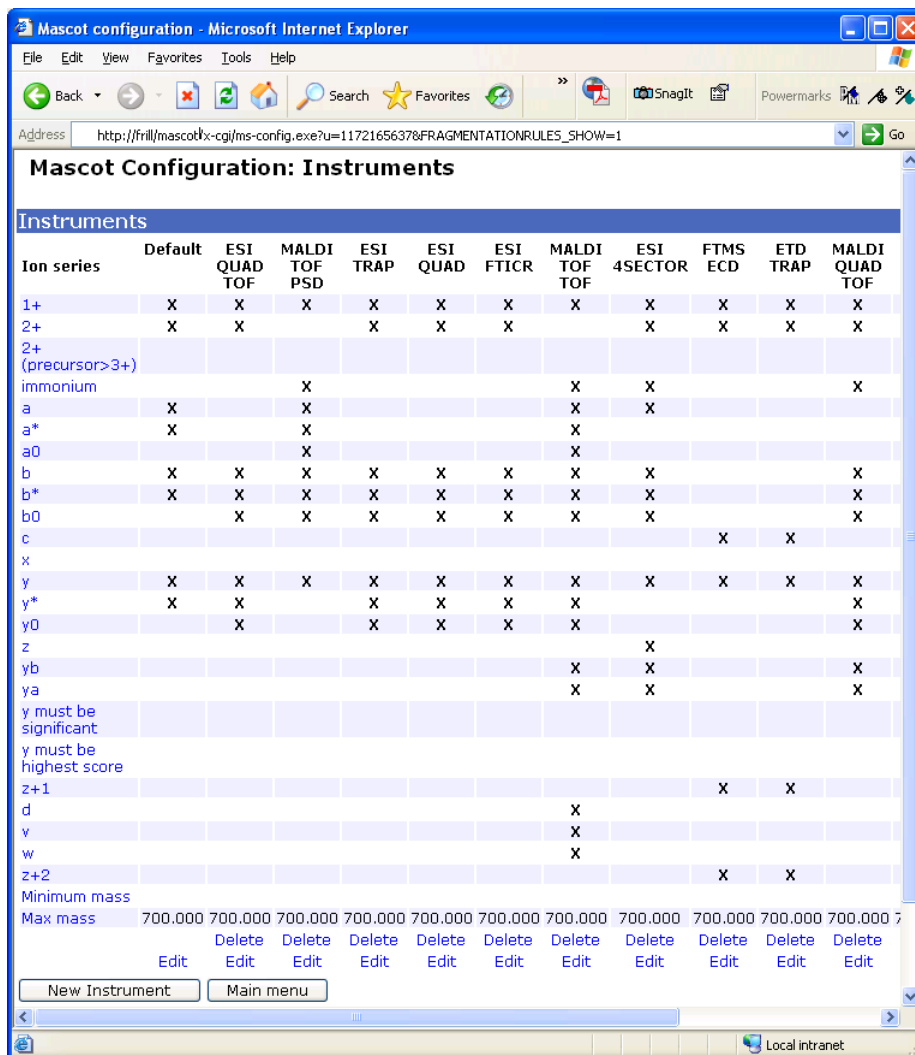 Mascot configuration - Microsoft Internet Explorer
File Edit View Favorites Tools Help
Back Search Favorites » SnagIt Powermarks
Address http://frill/mascot/x-cgi/ms-config.exe?u=1172165637&FRAGMENTATIONRULES_SHOW=1 Go
Mascot Configuration: Instruments
Instruments
Default ESI MALDI ESI ESI ESI MALDI ESI FTMS ETD MALDI
Ion series QUAD TOF TRAP QUAD FTICR TOF 4SECTOR ECD TRAP QUAD
TOF PSD TOF TOF
1+ X X X X X X X X X X X
2+ X X X X X X X X X
2+
(precursor>3+)
immonium X X X X
a X X X X
a* X X X
a0 X X
b X X X X X X X X X
b* X X X X X X X X X
b0 X X X X X X X X
c X X
x
y X X X X X X X X X X X
y* X X X X X X X
y0 X X X X X X
z X
yb X X X
ya X X X
y must be
significant
y must be
highest score
z+1 X X
d X
v X
w X
z+2 X X
Minimum mass
Max mass 700.000 700.000 700.000 700.000 700.000 700.000 700.000 700.000 700.000 700.000 700.000 7
Delete Delete Delete Delete Delete Delete Delete Delete Delete Delete
Edit Edit Edit Edit Edit Edit Edit Edit Edit Edit Edit
New Instrument Main menu
Local intranet